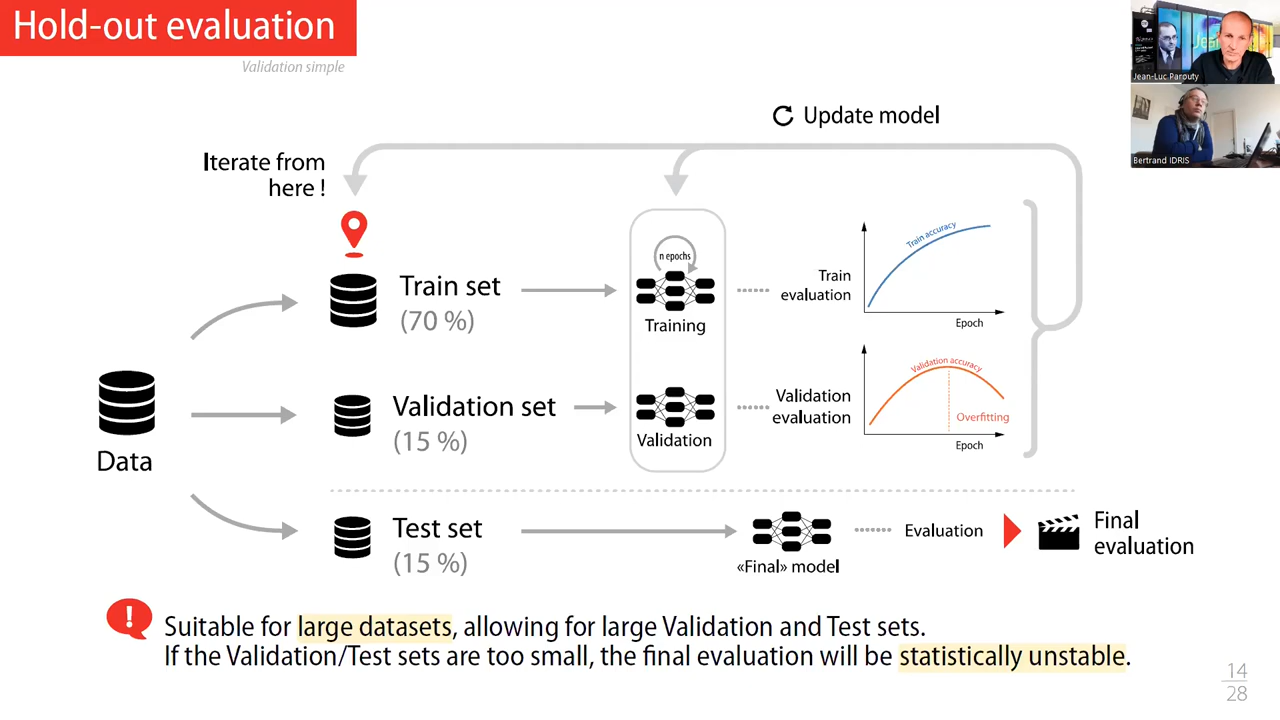 Hold-out evaluation
Validation simple
Jean-Luc Parouty
Bertrand IDRIS
Update model
Iterate from
here !
n epochs
Train set
(70 %)
Training
Train
evaluation
Train accuracy
Epoch
Data
Validation set
(15 %)
Validation
Validation
evaluation
Validation accuracy
Overfitting
Epoch
Test set
(15 %)
«Final» model
Evaluation
Final
evaluation
!
Suitable for large datasets, allowing for large Validation and Test sets.
If the Validation/Test sets are too small, the final evaluation will be statistically unstable.
14
28